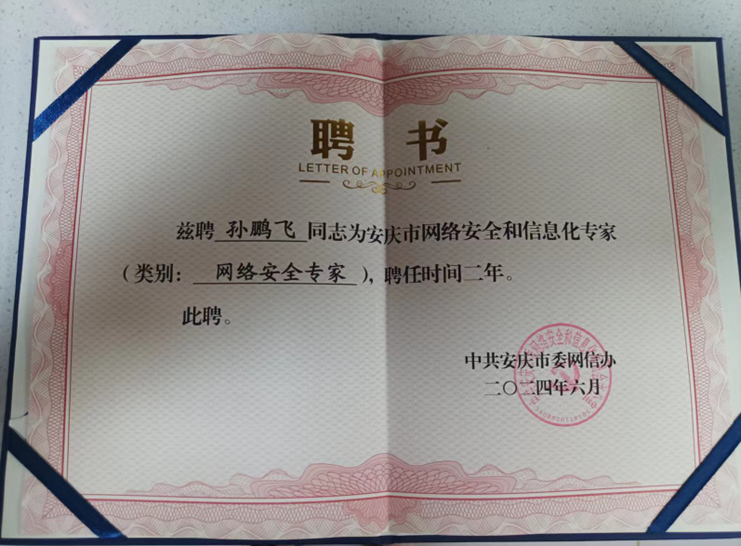 聘 书
LETTER OF APPOINTMENT
兹聘 孙鹏飞 同志为安庆市网络安全和信息化专家
（类别： 网络安全专家 ），聘任时间二年。
此聘。
中共安庆市委网信办
二〇二四年六月